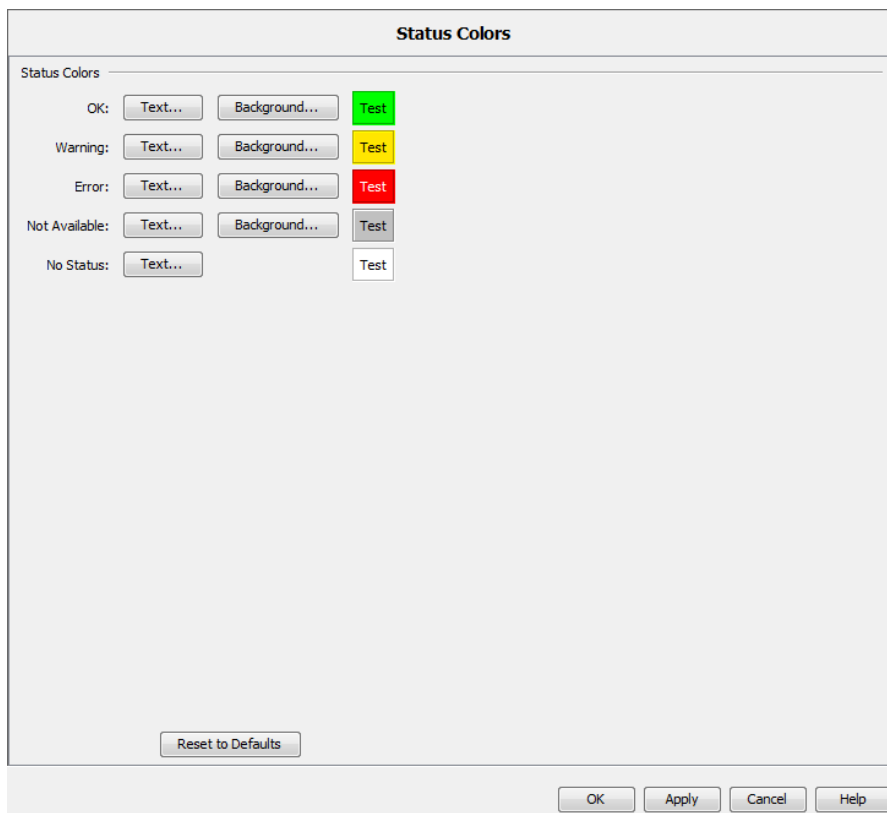 Status Colors
Status Colors
OK: Text... Background... Test
Warning: Text... Background... Test
Error: Text... Background... Test
Not Available: Text... Background... Test
No Status: Text... Test
Reset to Defaults
OK Apply Cancel Help